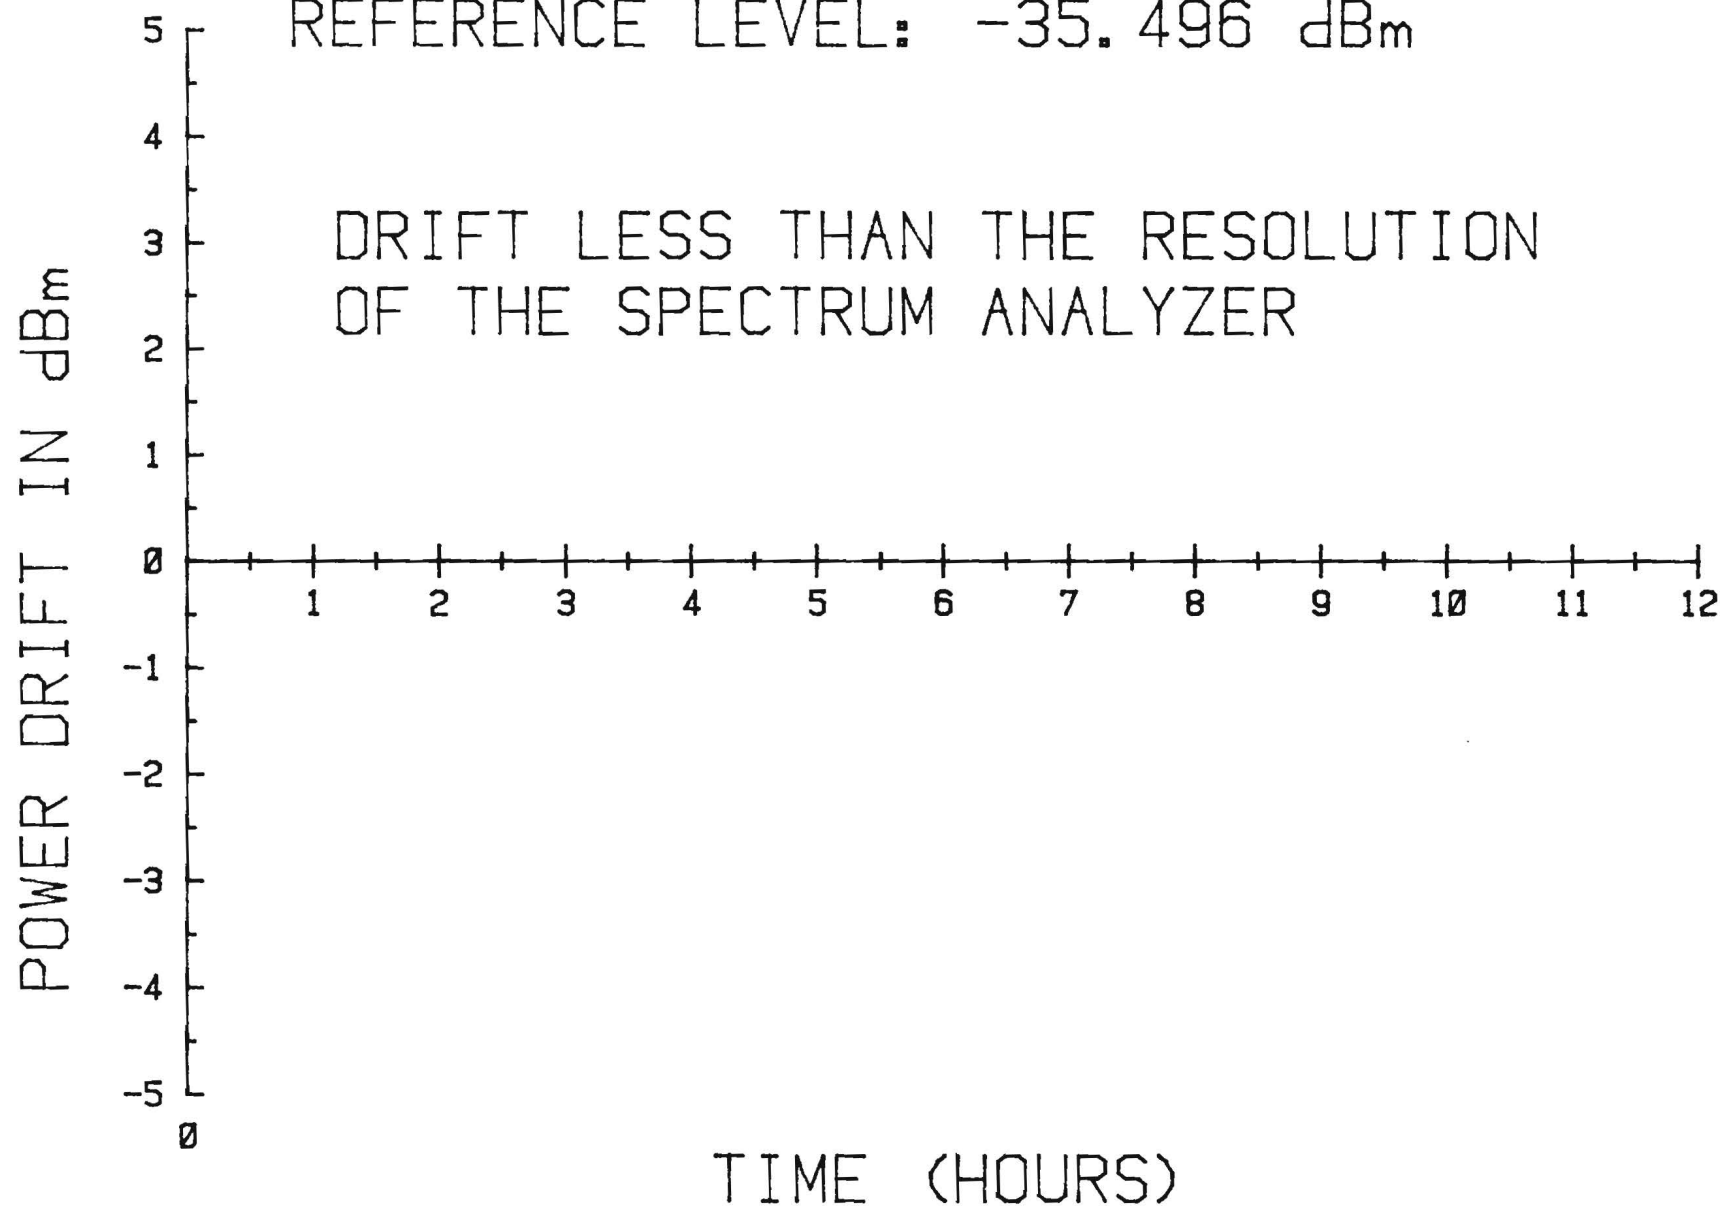 REFERENCE LEVEL: -35.496 dBm
5
4
DRIFT LESS THAN THE RESOLUTION
3
OF THE SPECTRUM ANALYZER
2
1
0
1 2 3 4 5 6 7 8 9 10 11 12
-1
-2
-3
-4
-5
0
POWER DRIFT IN dBm
TIME (HOURS)